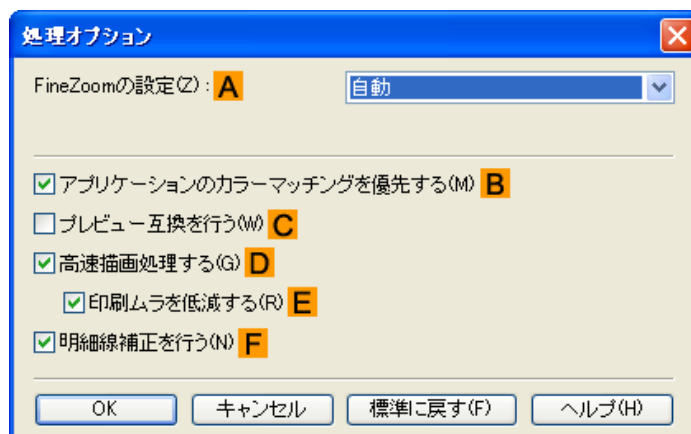 処理オプション
FineZoomの設定(Z): A 自動
アプリケーションのカラーマッチングを優先する(M) B
プレビュー互換を行う(W) C
高速描画処理する(G) D
印刷ムラを低減する(R) E
明細線補正を行う(N) F
OK キャンセル 標準に戻す(F) ヘルプ(H)